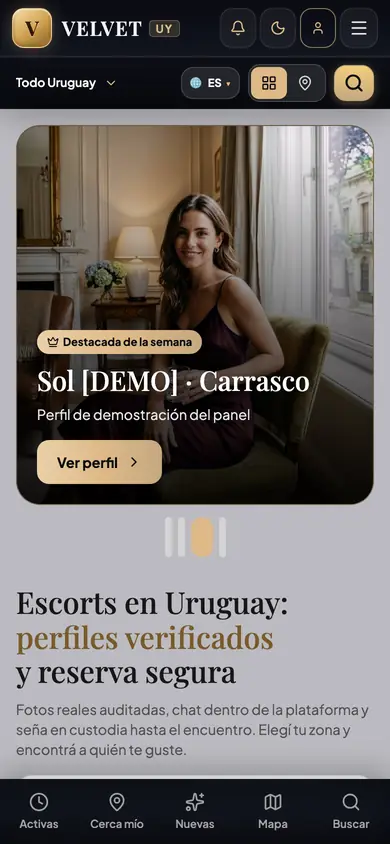 V VELVET UY
Todo Uruguay ES
Destacada de la semana
Sol [DEMO] · Carrasco
Perfil de demostración del panel
Ver perfil
Escorts en Uruguay:
perfiles verificados
y reserva segura
Fotos reales auditadas, chat dentro de la plataforma y
seña en custodia hasta el encuentro. Elegí tu zona y
encontrá a quién te guste.
Activas Cerca mío Nuevas Mapa Buscar